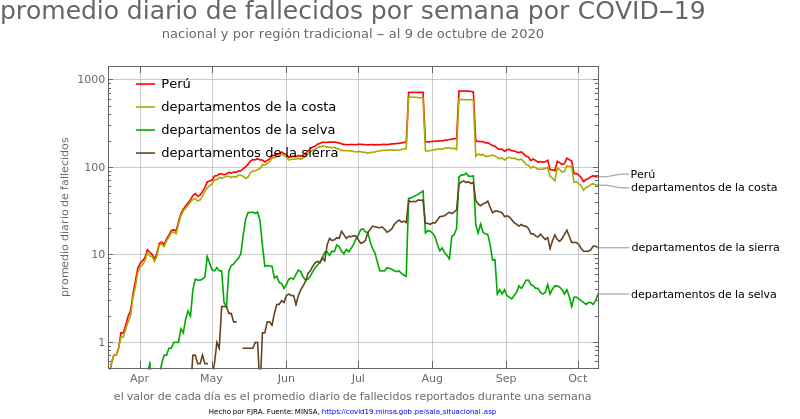 promedio diario de fallecidos por semana por COVID−19
nacional y por región tradicional − al 9 de octubre de 2020
promedio diario de fallecidos
1000
100
10
1
Perú
departamentos de la costa
departamentos de la selva
departamentos de la sierra
Perú
departamentos de la costa
departamentos de la sierra
departamentos de la selva
Apr May Jun Jul Aug Sep Oct
el valor de cada día es el promedio diario de fallecidos reportados durante una semana
Hecho por FJRA. Fuente: MINSA, https://covid19.minsa.gob.pe/sala_situacional.asp